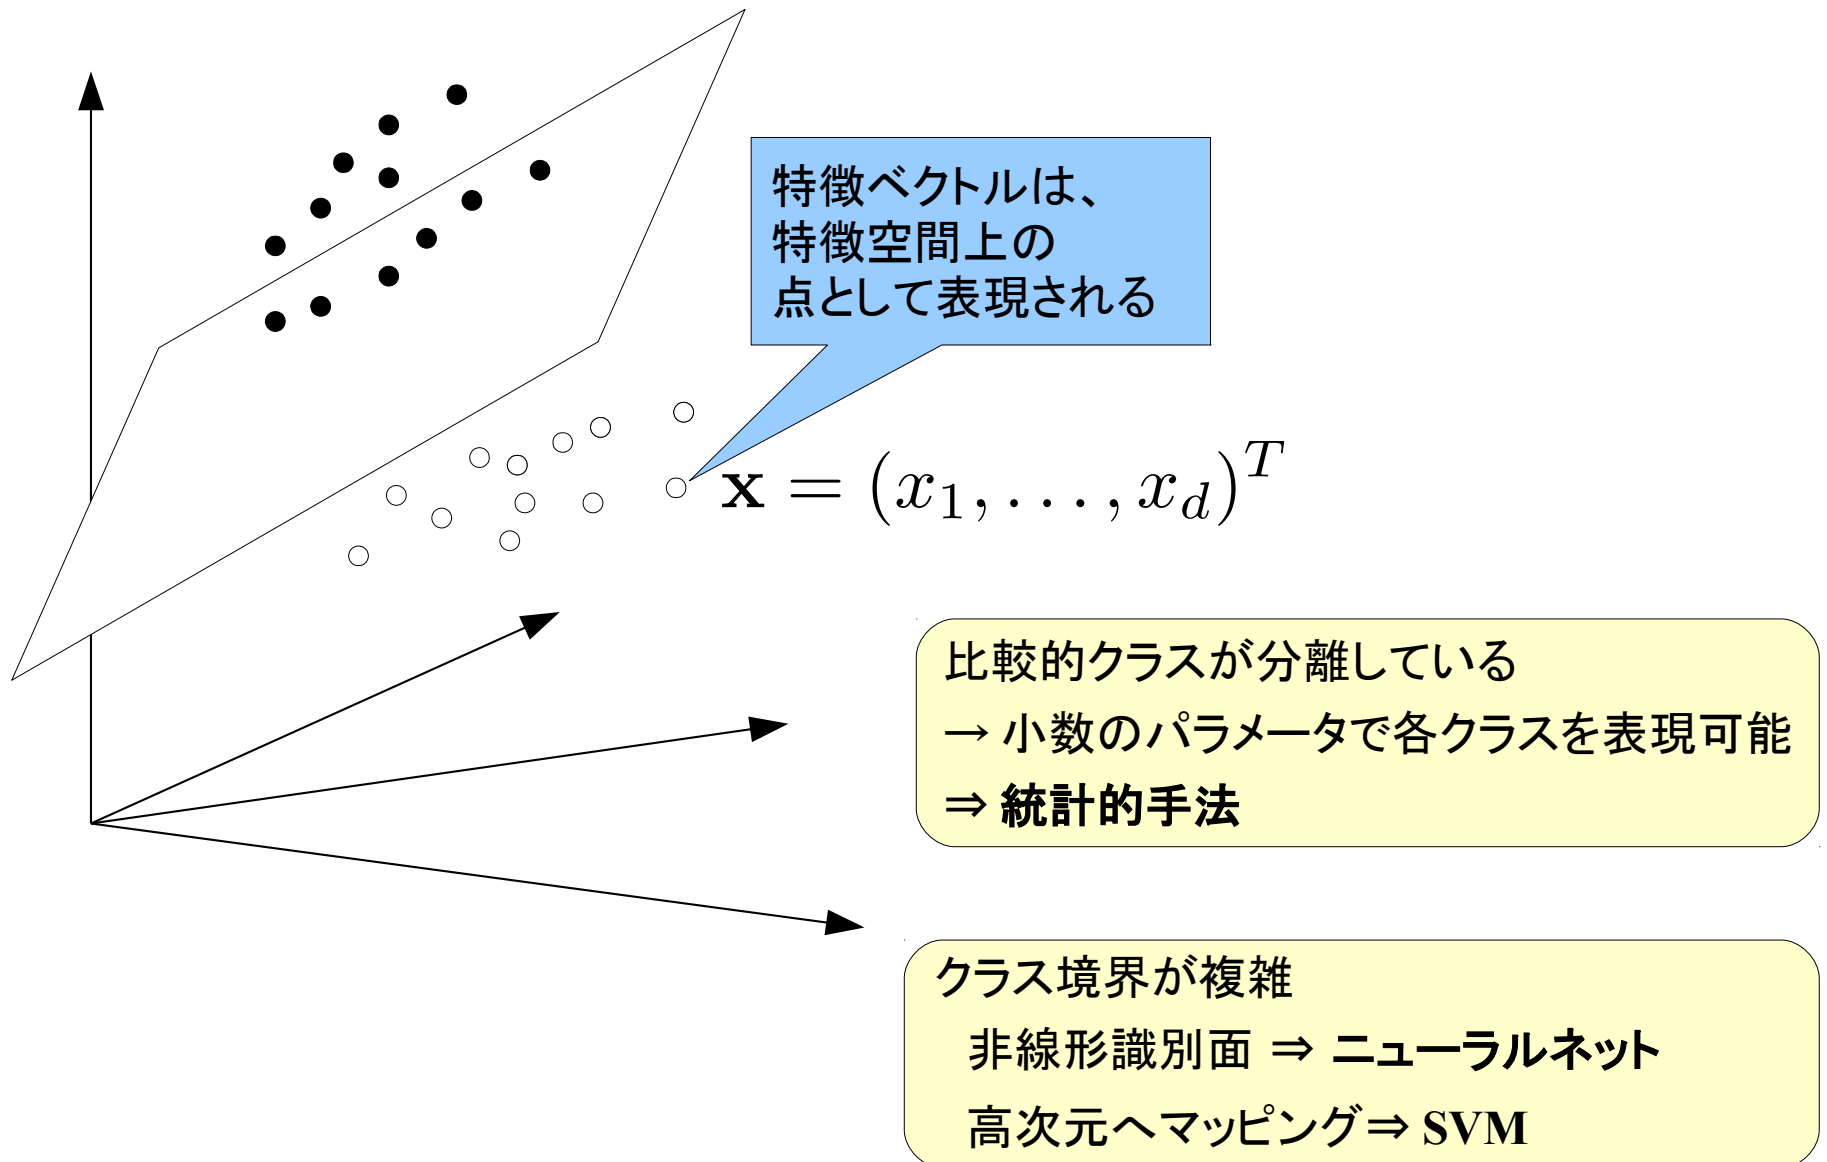 特徴ベクトルは、
特徴空間上の
点として表現される
x = (x₁, . . . , x_d)^T
比較的クラスが分離している
→ 小数のパラメータで各クラスを表現可能
⇒ 統計的手法
クラス境界が複雑
非線形識別面 ⇒ ニューラルネット
高次元へマッピング⇒ SVM